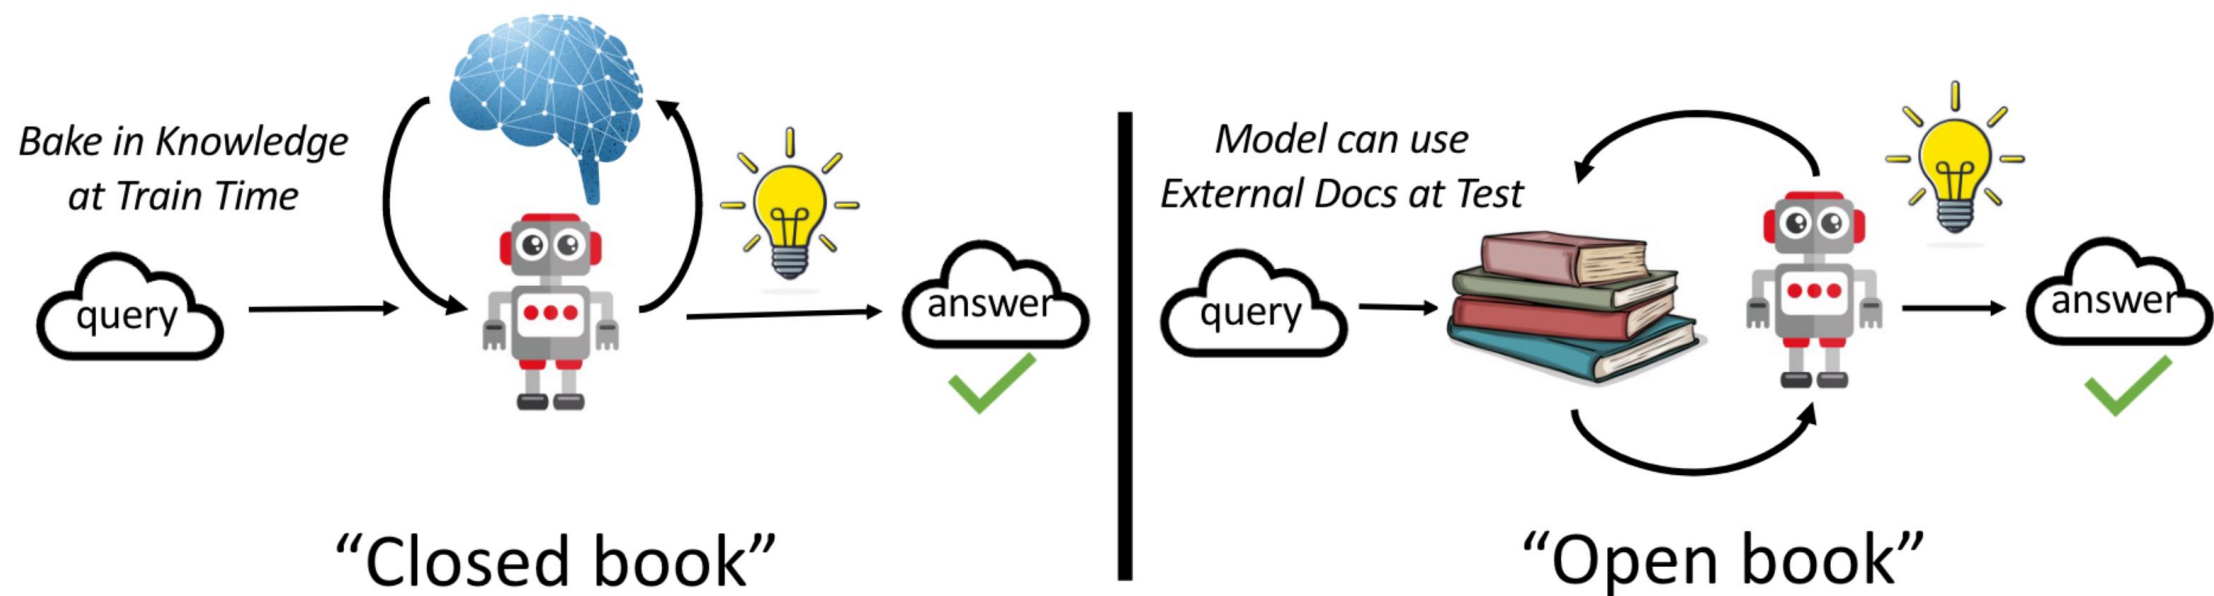 Bake in Knowledge
at Train Time
query
answer
“Closed book”
Model can use
External Docs at Test
query
answer
“Open book”